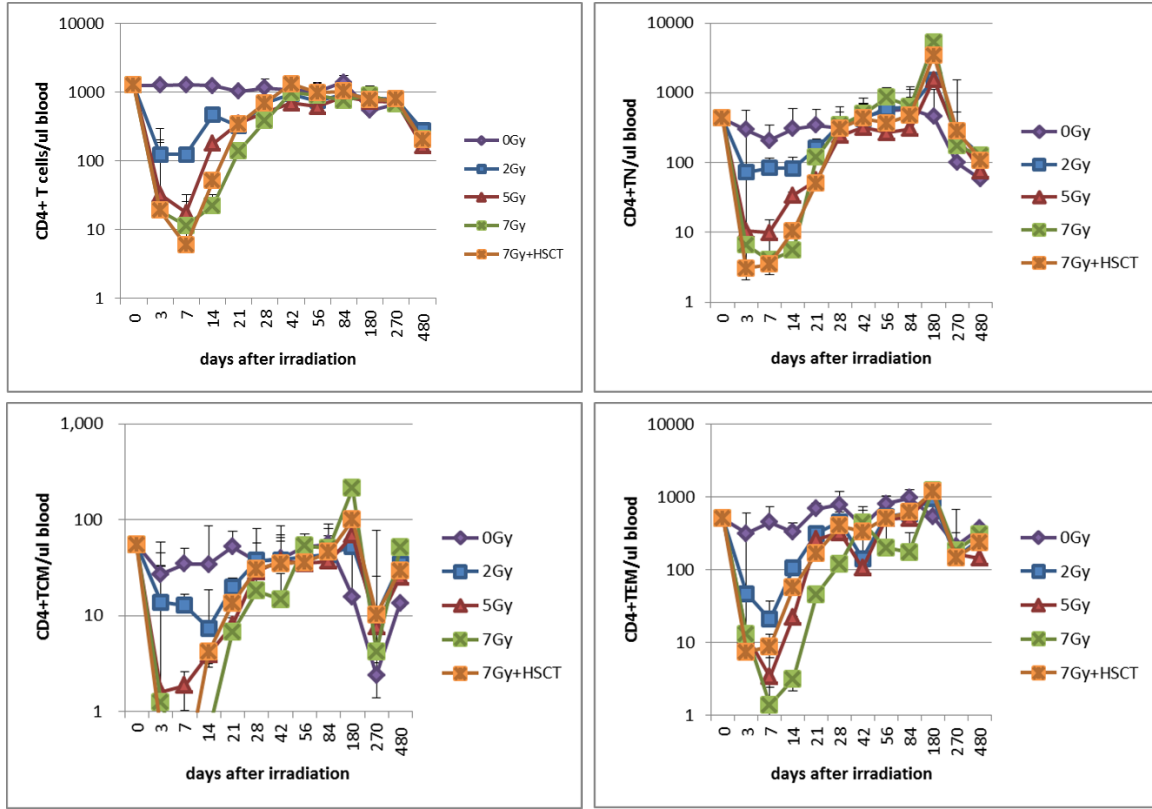 10000
1000
100
10
1
CD4+ T cells/ul blood
0 3 7 14 21 28 42 56 84 180 270 480
days after irradiation
0Gy
2Gy
5Gy
7Gy
7Gy+HSCT
10000
1000
100
10
1
CD4+TN/ul blood
0 3 7 14 21 28 42 56 84 180 270 480
days after irradiation
0Gy
2Gy
5Gy
7Gy
7Gy+HSCT
1,000
100
10
1
CD4+TCM/ul blood
0 3 7 14 21 28 42 56 84 180 270 480
days after irradiation
0Gy
2Gy
5Gy
7Gy
7Gy+HSCT
10000
1000
100
10
1
CD4+TEM/ul blood
0 3 7 14 21 28 42 56 84 180 270 480
days after irradiation
0Gy
2Gy
5Gy
7Gy
7Gy+HSCT